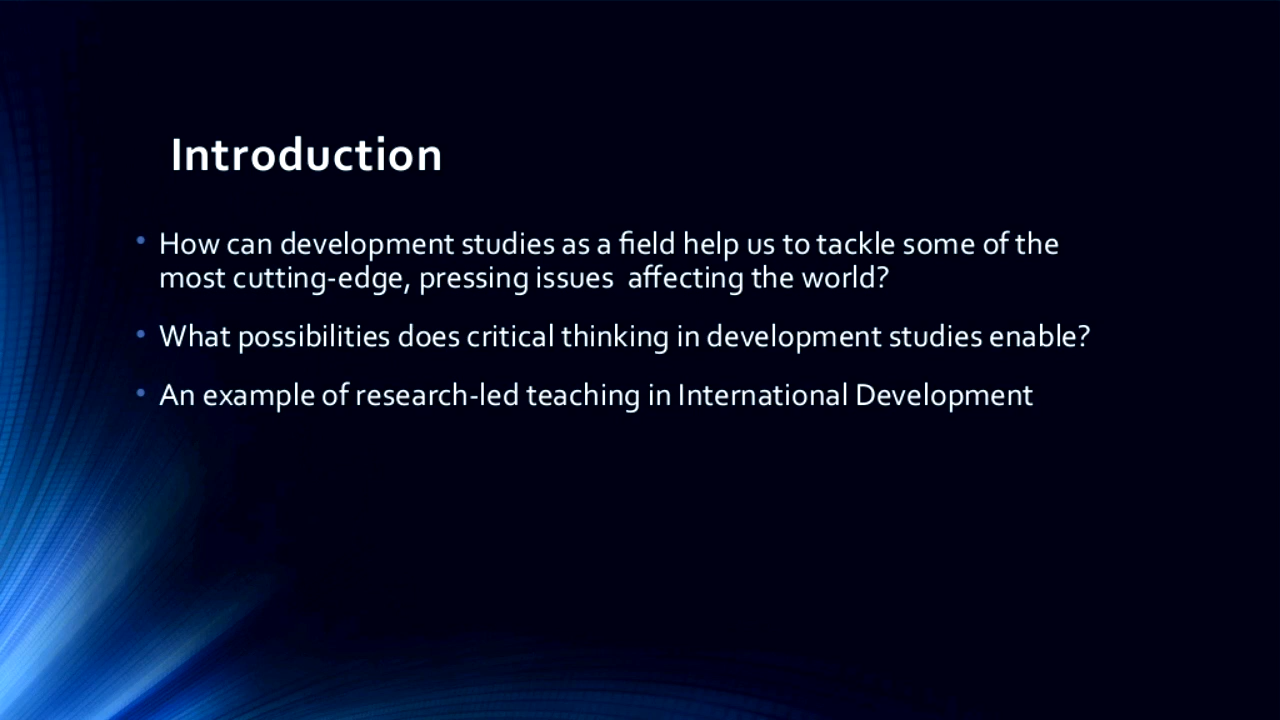 Introduction
• How can development studies as a field help us to tackle some of the
most cutting-edge, pressing issues  affecting the world?
• What possibilities does critical thinking in development studies enable?
• An example of research-led teaching in International Development